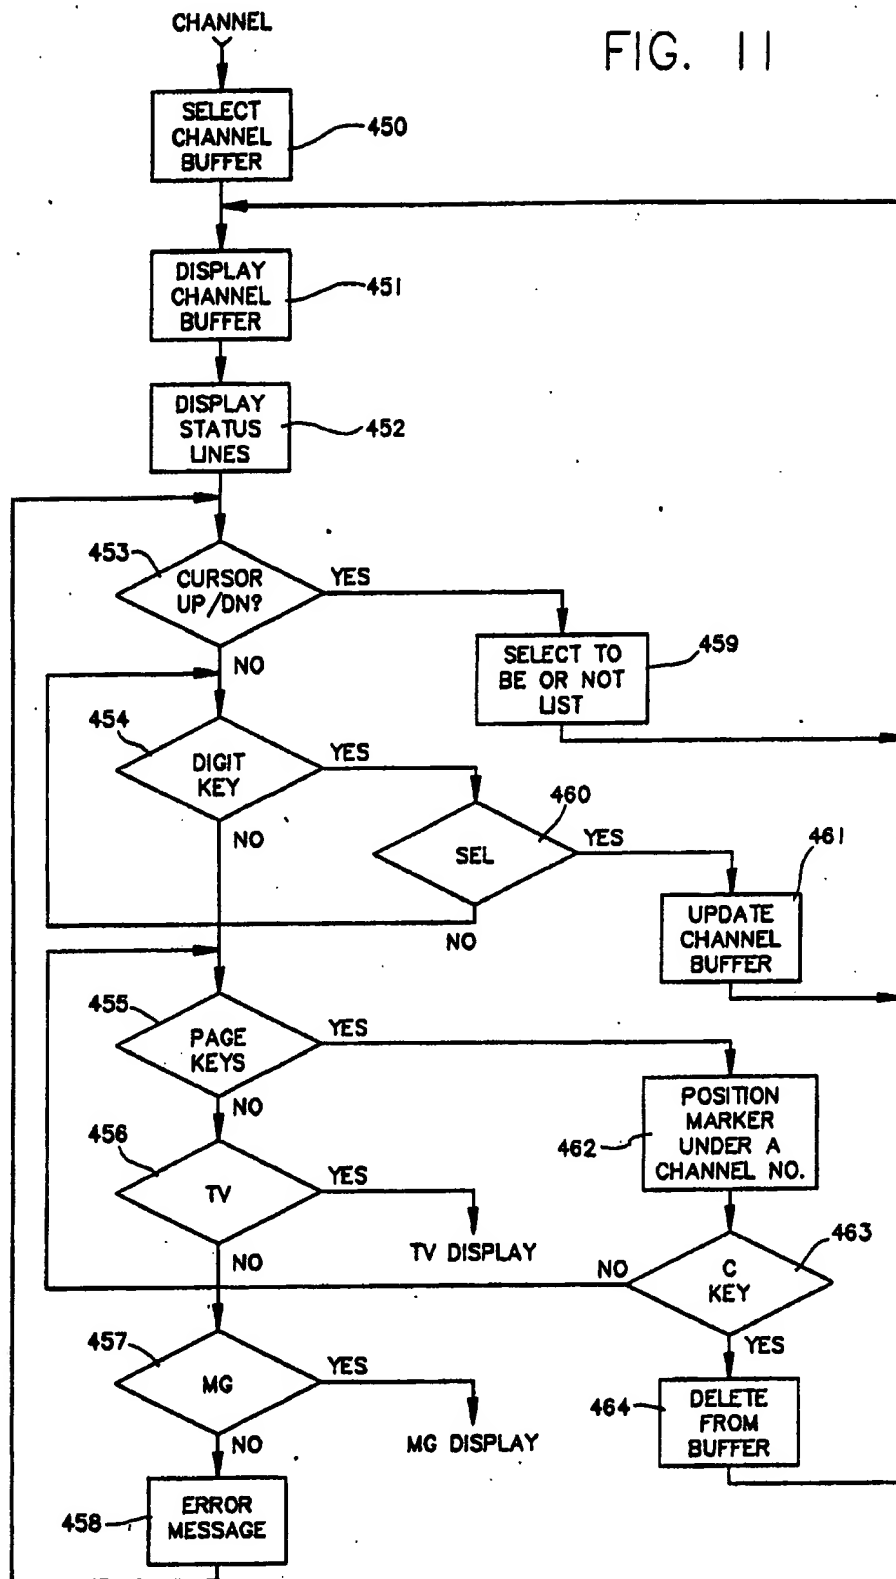 CHANNEL
FIG. 11
SELECT
CHANNEL
BUFFER
450
DISPLAY
CHANNEL
BUFFER
451
DISPLAY
STATUS
LINES
452
453
CURSOR
UP/DN?
YES
NO
SELECT TO
BE OR NOT
LIST
459
454
DIGIT
KEY
YES
NO
460
SEL
YES
NO
461
UPDATE
CHANNEL
BUFFER
455
PAGE
KEYS
YES
NO
POSITION
MARKER
UNDER A
CHANNEL NO.
462
456
TV
YES
NO
TV DISPLAY
463
C
KEY
NO
YES
457
MG
YES
NO
MG DISPLAY
464
DELETE
FROM
BUFFER
ERROR
MESSAGE
458